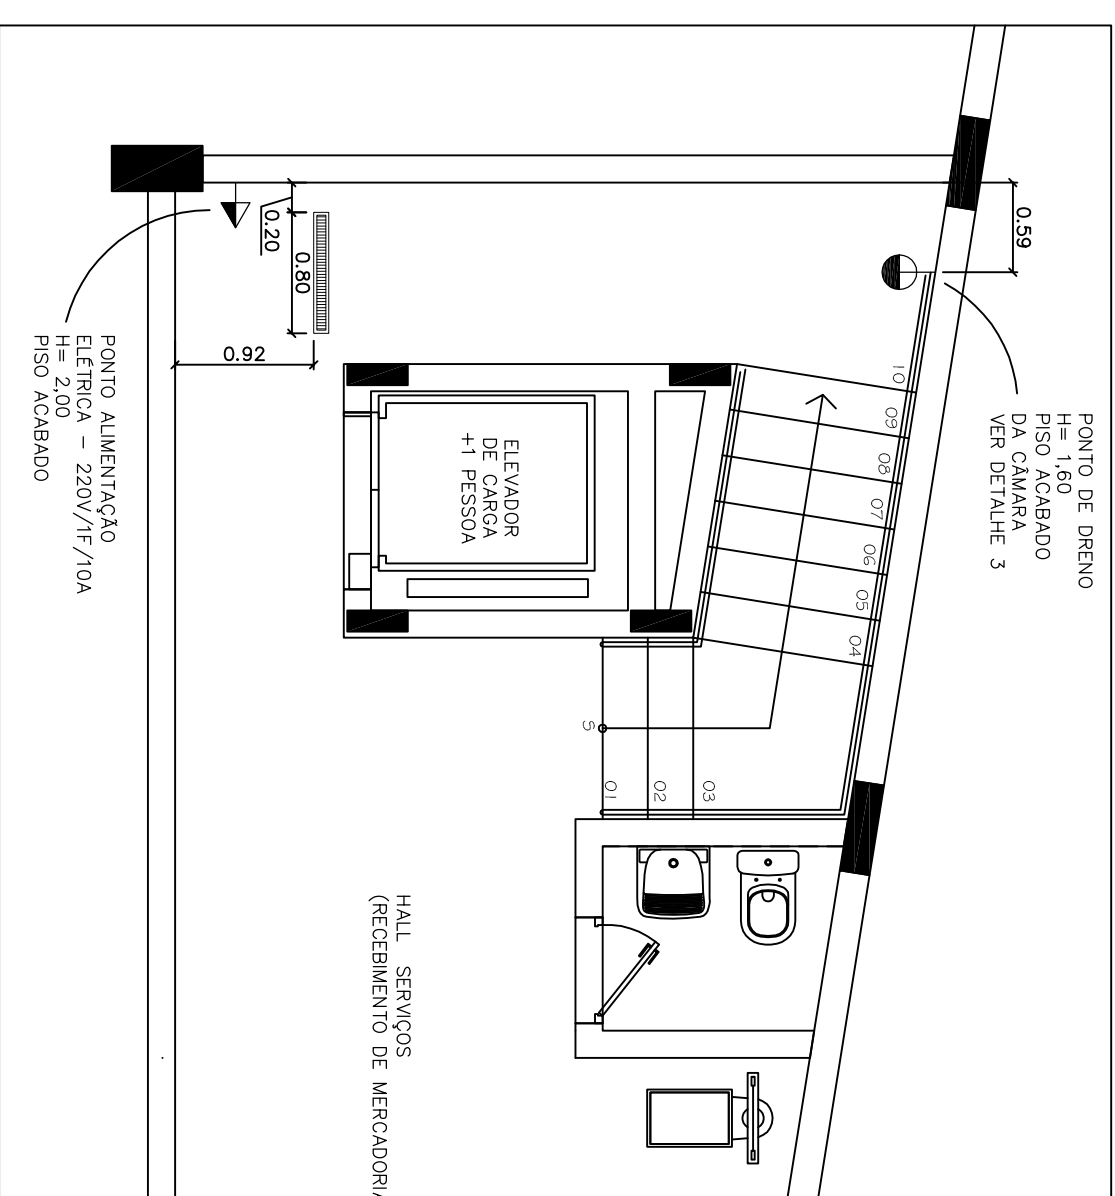 PONTO DE DRENO
H= 1,60
PISO ACABADO
DA CÂMARA
VER DETALHE 3
0.59
10
09
08
07
06
05
04
03
02
01
S
ELEVADOR
DE CARGA
+1 PESSOA
0.80
0.20
0.92
PONTO ALIMENTAÇÃO
ELÉTRICA - 220V/1F/10A
H= 2,00
PISO ACABADO
HALL SERVIÇOS
(RECEBIMENTO DE